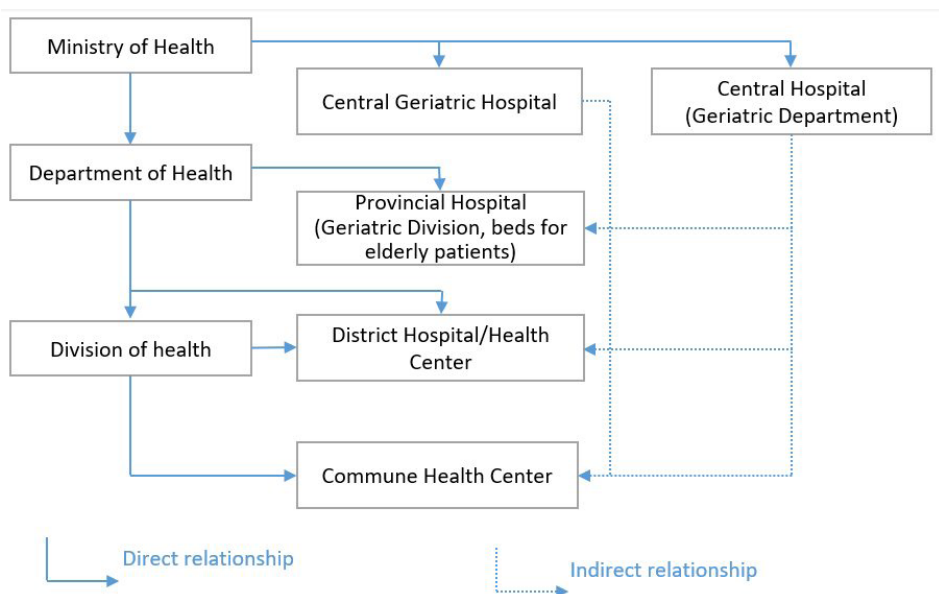 Ministry of Health
Central Geriatric Hospital
Central Hospital
(Geriatric Department)
Department of Health
Provincial Hospital
(Geriatric Division, beds for
elderly patients)
Division of health
District Hospital/Health
Center
Commune Health Center
Direct relationship
Indirect relationship